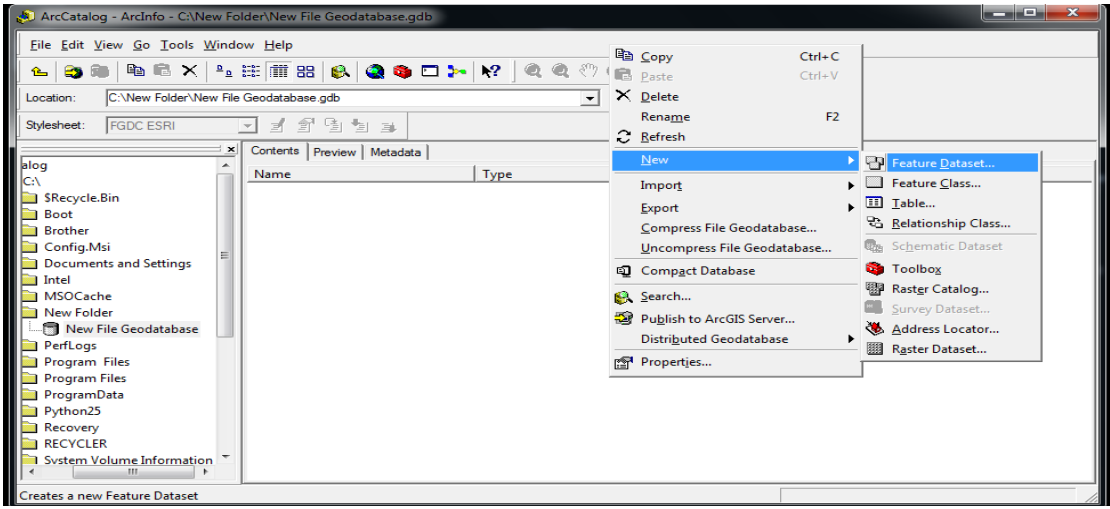 ArcCatalog - ArcInfo - C:\New Folder\New File Geodatabase.gdb
File Edit View Go Tools Window Help
Location: C:\New Folder\New File Geodatabase.gdb
Stylesheet: FGDC ESRI
Contents Preview Metadata
Name Type
alog
C:\
$Recycle.Bin
Boot
Brother
Config.Msi
Documents and Settings
Intel
MSOCache
New Folder
New File Geodatabase
PerfLogs
Program Files
Program Files
ProgramData
Python25
Recovery
RECYCLER
System Volume Information
Copy Ctrl+C
Paste Ctrl+V
Delete
Rename F2
Refresh
New
Import
Export
Compress File Geodatabase...
Uncompress File Geodatabase...
Compact Database
Search...
Publish to ArcGIS Server...
Distributed Geodatabase
Properties...
Feature Dataset...
Feature Class...
Table...
Relationship Class...
Schematic Dataset
Toolbox
Raster Catalog...
Survey Dataset...
Address Locator...
Raster Dataset...
Creates a new Feature Dataset